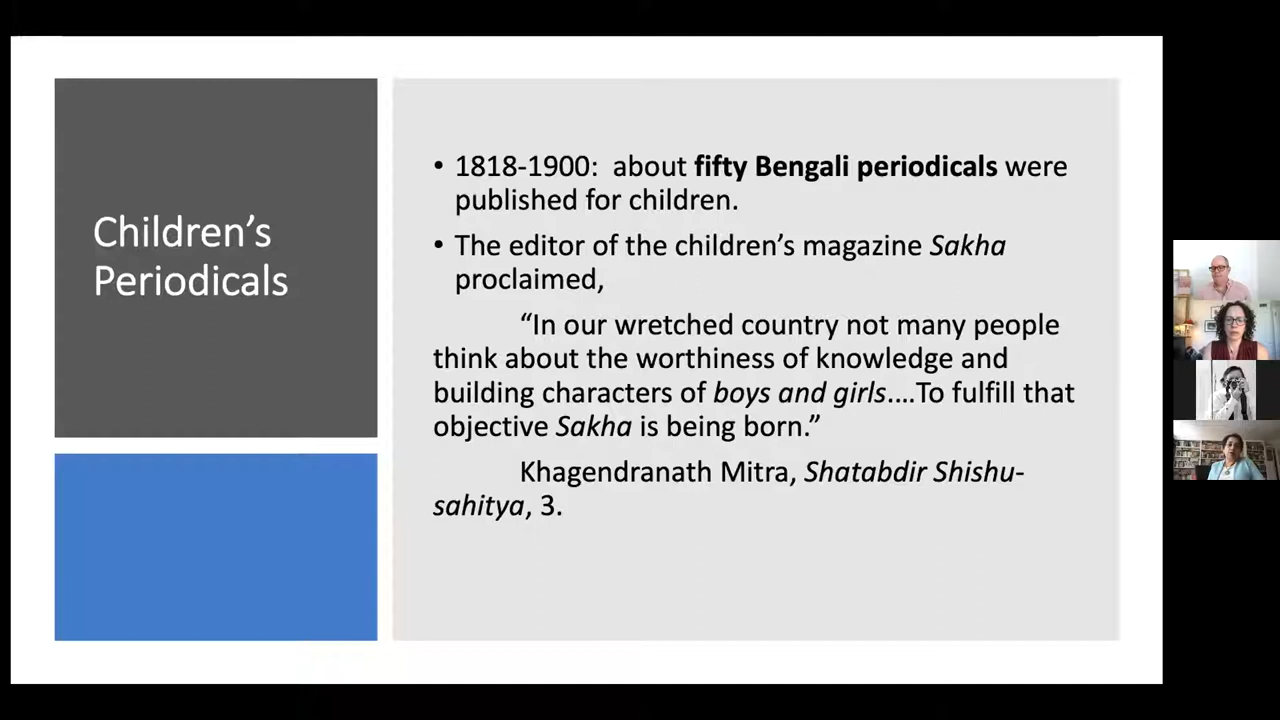 Children’s
Periodicals
• 1818-1900:  about fifty Bengali periodicals were
published for children.
• The editor of the children’s magazine Sakha
proclaimed,
“In our wretched country not many people
think about the worthiness of knowledge and
building characters of boys and girls....To fulfill that
objective Sakha is being born.”
Khagendranath Mitra, Shatabdir Shishu-
sahitya, 3.